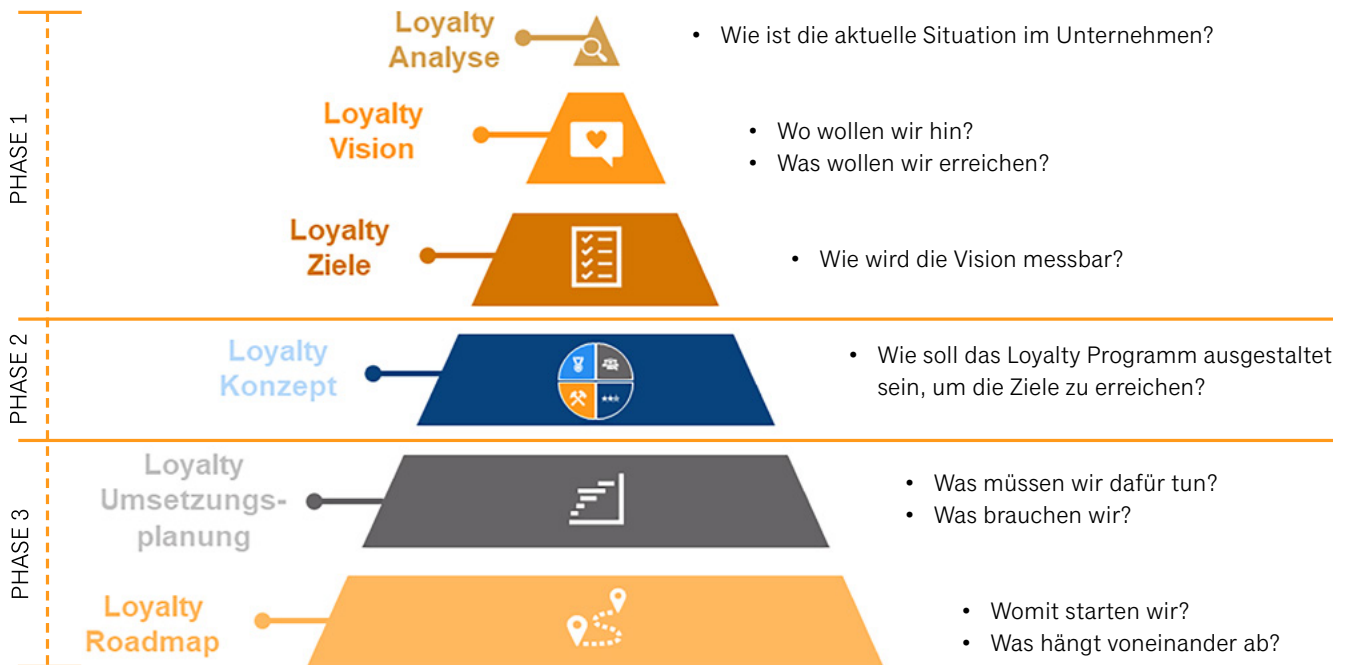 PHASE 1
Loyalty
Analyse
• Wie ist die aktuelle Situation im Unternehmen?
Loyalty
Vision
• Wo wollen wir hin?
• Was wollen wir erreichen?
Loyalty
Ziele
• Wie wird die Vision messbar?
PHASE 2
Loyalty
Konzept
• Wie soll das Loyalty Programm ausgestaltet
sein, um die Ziele zu erreichen?
PHASE 3
Loyalty
Umsetzungs-
planung
• Was müssen wir dafür tun?
• Was brauchen wir?
Loyalty
Roadmap
• Womit starten wir?
• Was hängt voneinander ab?